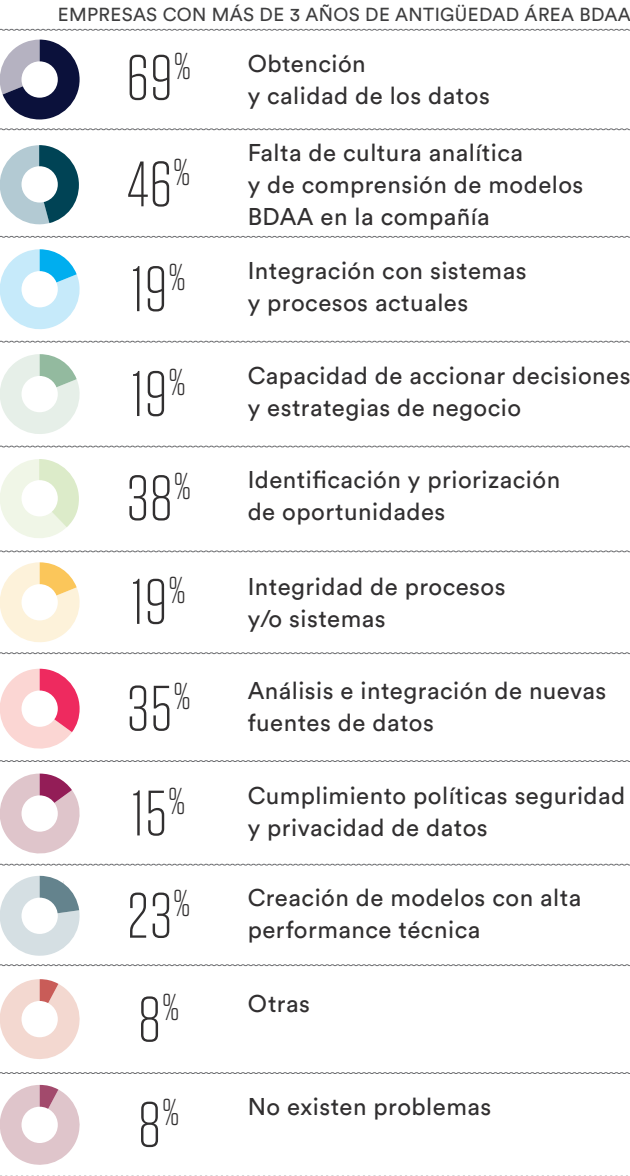 EMPRESAS CON MÁS DE 3 AÑOS DE ANTIGÜEDAD ÁREA BDAA
69%
Obtención
y calidad de los datos
46%
Falta de cultura analítica
y de comprensión de modelos
BDAA en la compañía
19%
Integración con sistemas
y procesos actuales
19%
Capacidad de accionar decisiones
y estrategias de negocio
38%
Identificación y priorización
de oportunidades
19%
Integridad de procesos
y/o sistemas
35%
Análisis e integración de nuevas
fuentes de datos
15%
Cumplimiento políticas seguridad
y privacidad de datos
23%
Creación de modelos con alta
performance técnica
8%
Otras
8%
No existen problemas